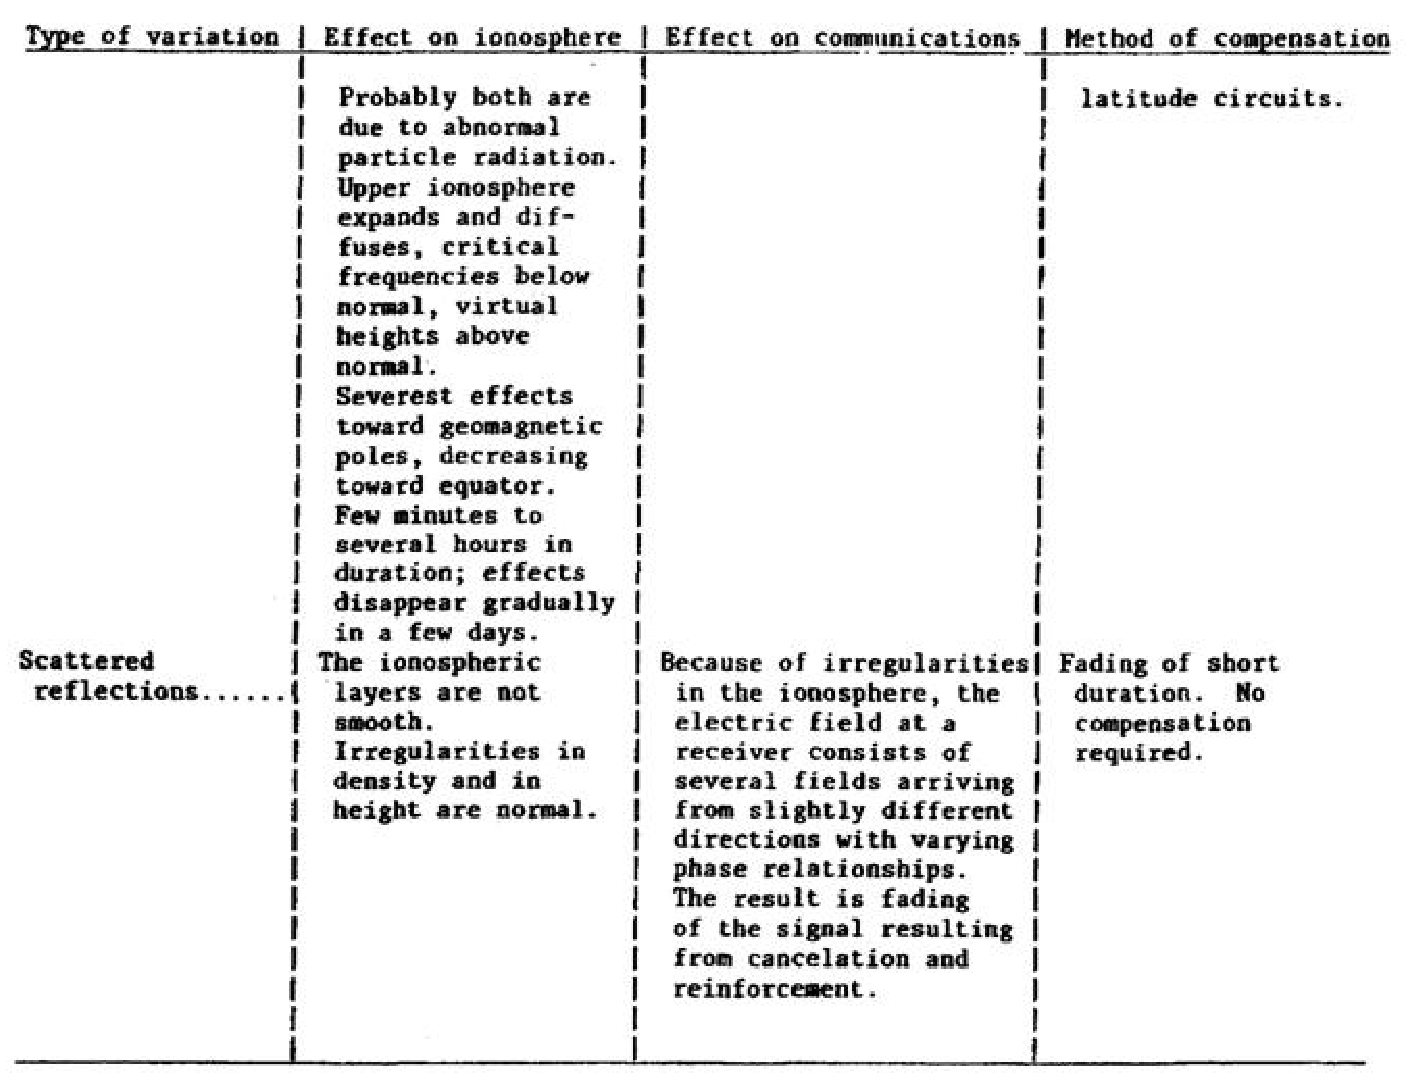 Type of variation | Effect on ionosphere | Effect on communications | Method of compensation
Probably both are
due to abnormal
particle radiation.
Upper ionosphere
expands and dif-
fuses, critical
frequencies below
normal, virtual
heights above
normal.
Severest effects
toward geomagnetic
poles, decreasing
toward equator.
Few minutes to
several hours in
duration; effects
disappear gradually
in a few days.
latitude circuits.
Scattered
reflections......
The ionospheric
layers are not
smooth.
Irregularities in
density and in
height are normal.
Because of irregularities
in the ionosphere, the
electric field at a
receiver consists of
several fields arriving
from slightly different
directions with varying
phase relationships.
The result is fading
of the signal resulting
from cancelation and
reinforcement.
Fading of short
duration. No
compensation
required.